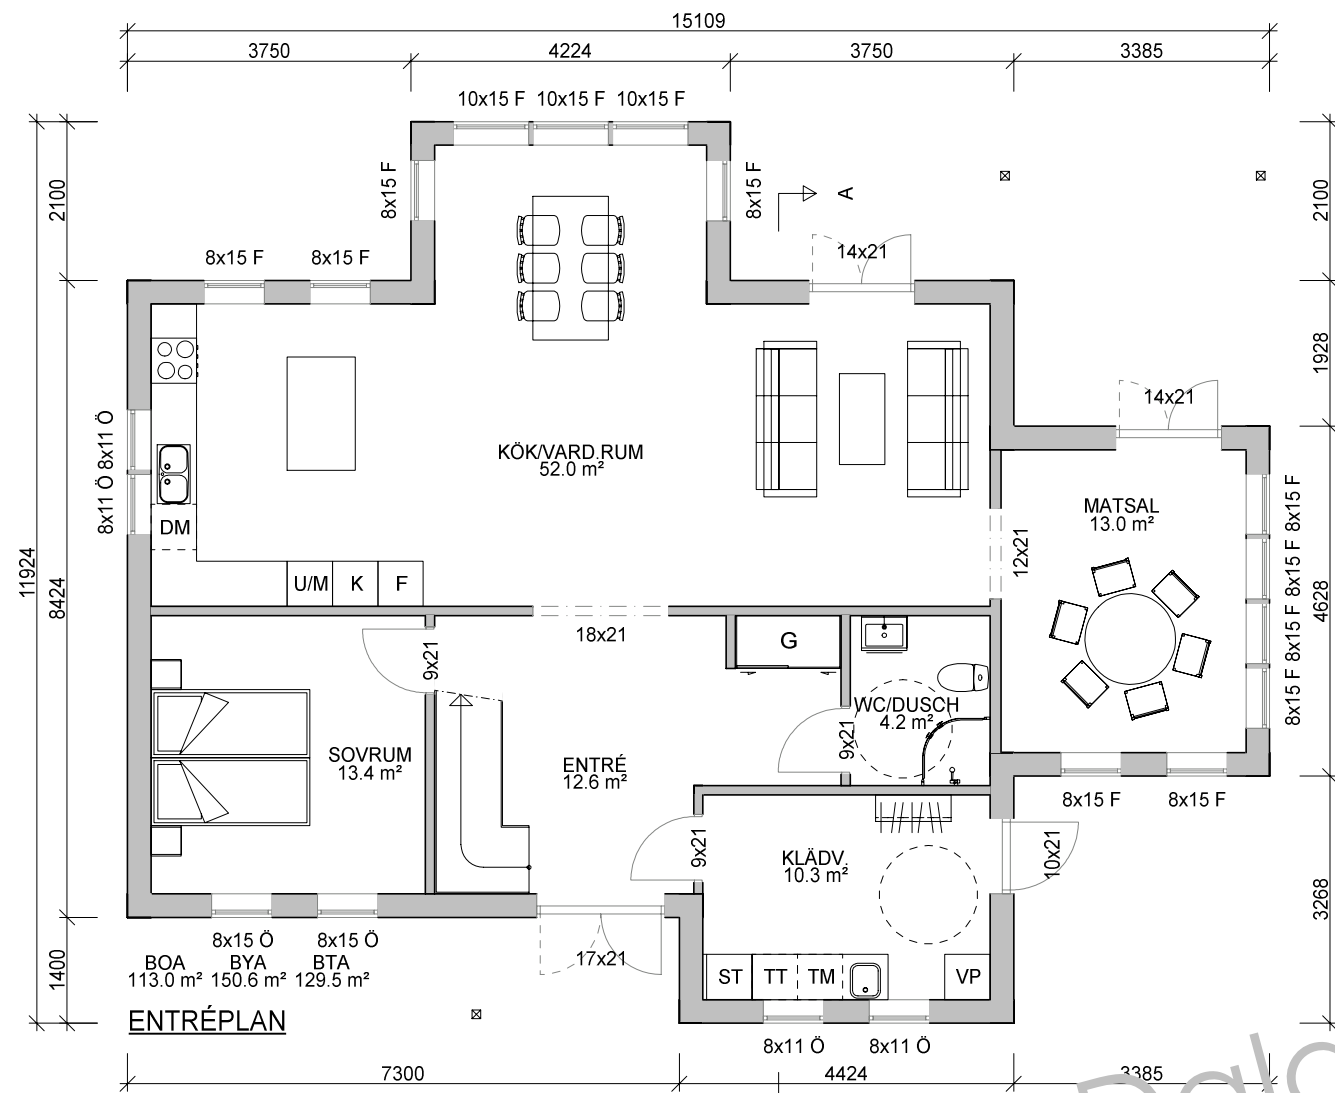 15109
3750 4224 3750 3385
10x15 F 10x15 F 10x15 F
8x15 F
8x15 F
A
2100
2100
8x15 F 8x15 F
14x21
1928
14x21
8x11 Ö 8x11 Ö
KÖK/VARD.RUM
52.0 m²
MATSAL
13.0 m²
DM
12x21
8x15 F 8x15 F 8x15 F 8x15 F
11924
8424
4628
U/M K F
18x21
G
9x21
WC/DUSCH
4.2 m²
9x21
SOVRUM
13.4 m²
ENTRÉ
12.6 m²
8x15 F 8x15 F
9x21
KLÄDV.
10.3 m²
10x21
3268
8x15 Ö 8x15 Ö
17x21
1400
BOA BYA BTA
113.0 m² 150.6 m² 129.5 m²
ST TT TM VP
ENTRÉPLAN
8x11 Ö 8x11 Ö
7300 4424 3385